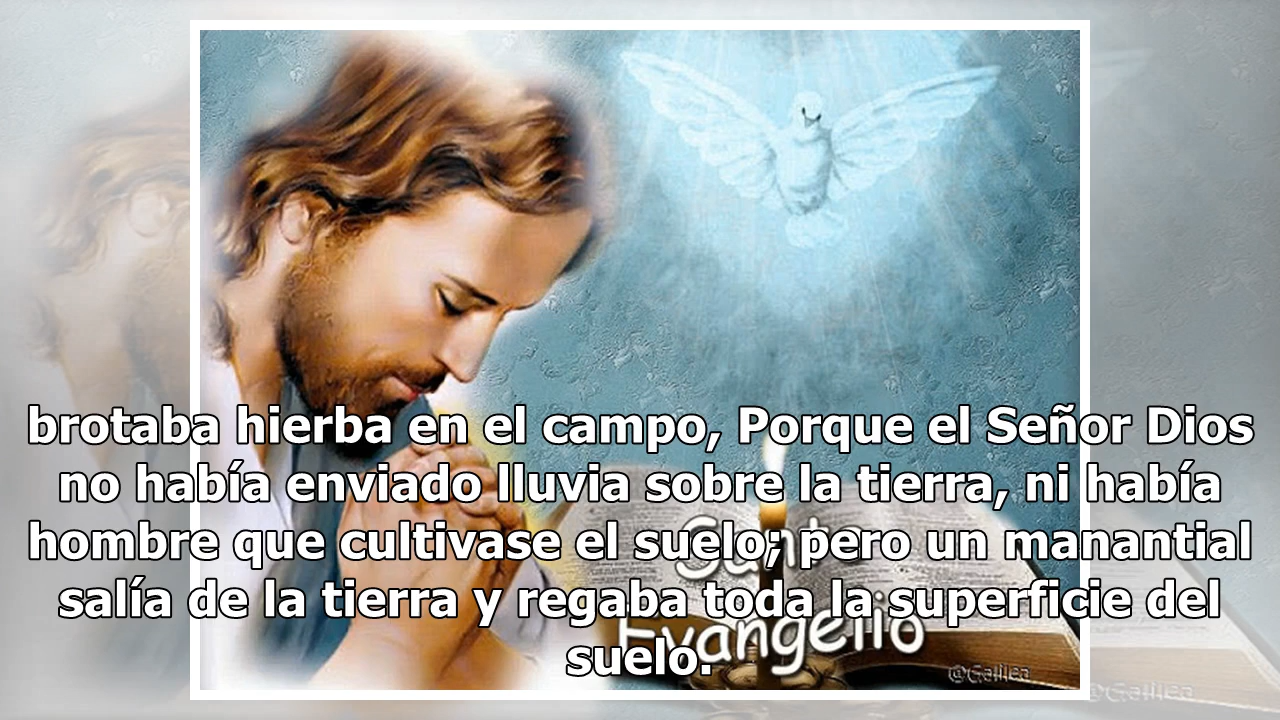 brotaba hierba en el campo, Porque el Señor Dios
no había enviado lluvia sobre la tierra, ni había
hombre que cultivase el suelo; pero un manantial
salía de la tierra y regaba toda la superficie del
suelo.
Santo
Evangelio
@Galilea
@Galilea